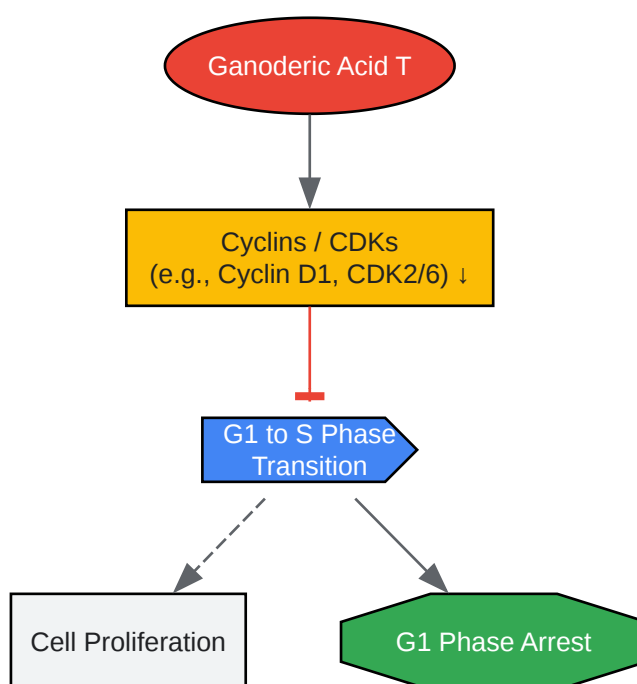 Ganoderic Acid T
Cyclins / CDKs
(e.g., Cyclin D1, CDK2/6) ↓
G1 to S Phase
Transition
Cell Proliferation
G1 Phase Arrest